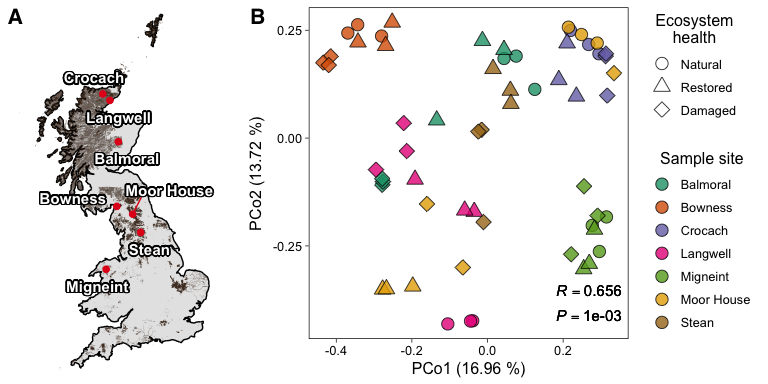 A
Crocach
Langwell
Balmoral
Bowness
Moor House
Stean
Migneint
B
0.25
0.00
-0.25
PCo2 (13.72 %)
-0.4
-0.2
0.0
0.2
PCo1 (16.96 %)
R = 0.656
P = 1e-03
Ecosystem
health
Natural
Restored
Damaged
Sample site
Balmoral
Bowness
Crocach
Langwell
Migneint
Moor House
Stean